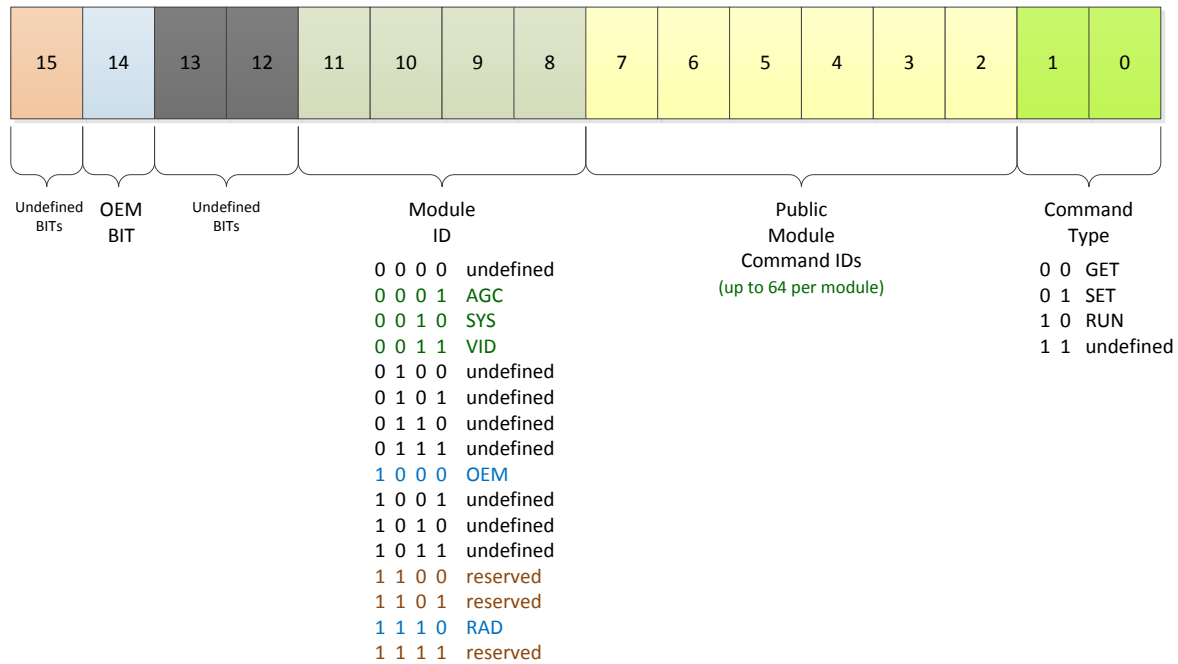 15 14 13 12 11 10 9 8 7 6 5 4 3 2 1 0
Undefined
BITs
OEM
BIT
Undefined
BITs
Module
ID
0 0 0 0 undefined
0 0 0 1 AGC
0 0 1 0 SYS
0 0 1 1 VID
0 1 0 0 undefined
0 1 0 1 undefined
0 1 1 0 undefined
0 1 1 1 undefined
1 0 0 0 OEM
1 0 0 1 undefined
1 0 1 0 undefined
1 0 1 1 undefined
1 1 0 0 reserved
1 1 0 1 reserved
1 1 1 0 RAD
1 1 1 1 reserved
Public
Module
Command IDs
(up to 64 per module)
Command
Type
0 0 GET
0 1 SET
1 0 RUN
1 1 undefined